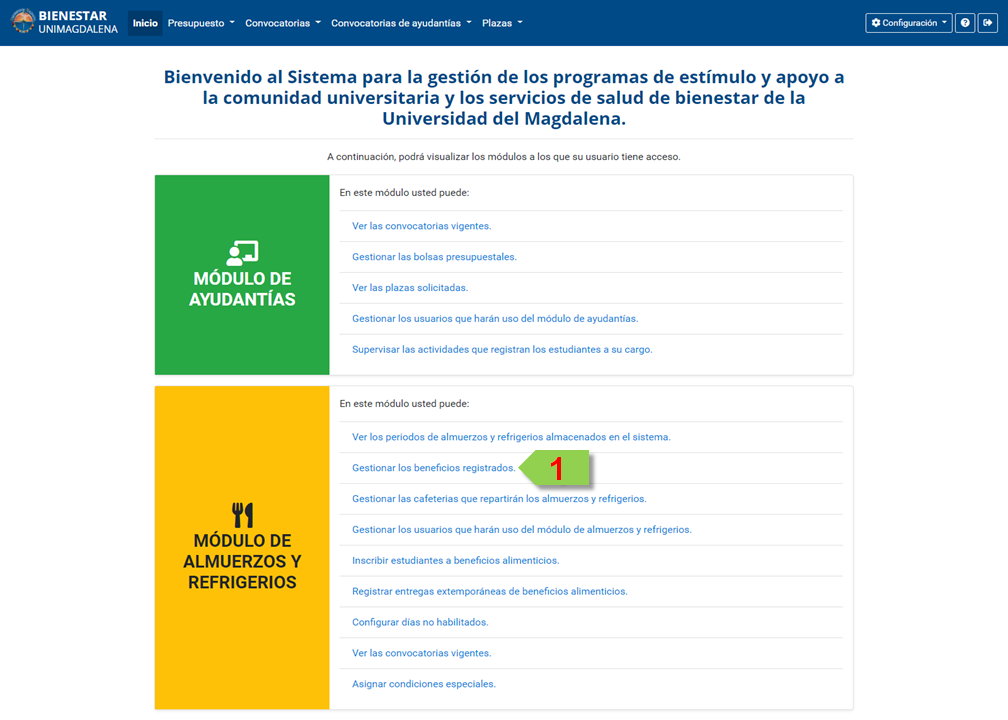 BIENESTAR
UNIMAGDALENA
Inicio
Presupuesto
Convocatorias
Convocatorias de ayudantías
Plazas
Configuración
Bienvenido al Sistema para la gestión de los programas de estímulo y apoyo a
la comunidad universitaria y los servicios de salud de bienestar de la
Universidad del Magdalena.
A continuación, podrá visualizar los módulos a los que su usuario tiene acceso.
MÓDULO DE
AYUDANTÍAS
En este módulo usted puede:
Ver las convocatorias vigentes.
Gestionar las bolsas presupuestales.
Ver las plazas solicitadas.
Gestionar los usuarios que harán uso del módulo de ayudantías.
Supervisar las actividades que registran los estudiantes a su cargo.
MÓDULO DE
ALMUERZOS Y
REFRIGERIOS
En este módulo usted puede:
Ver los periodos de almuerzos y refrigerios almacenados en el sistema.
Gestionar los beneficios registrados.
1
Gestionar las cafeterias que repartirán los almuerzos y refrigerios.
Gestionar los usuarios que harán uso del módulo de almuerzos y refrigerios.
Inscribir estudiantes a beneficios alimenticios.
Registrar entregas extemporáneas de beneficios alimenticios.
Configurar días no habilitados.
Ver las convocatorias vigentes.
Asignar condiciones especiales.